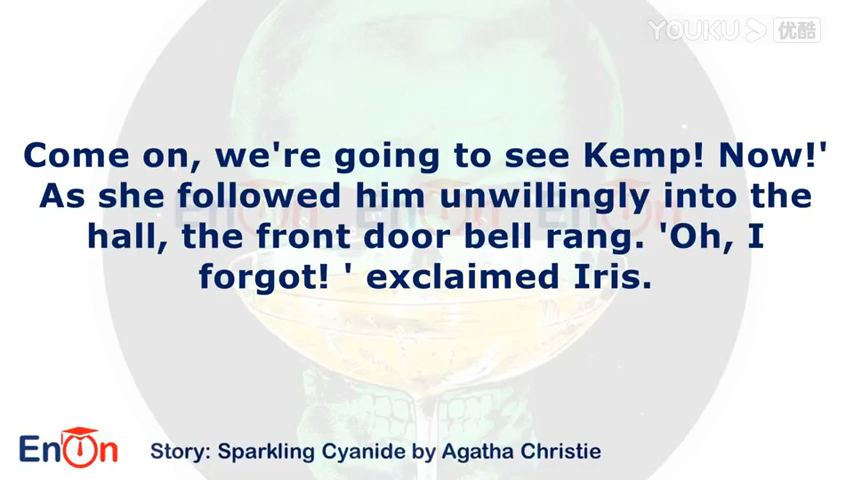 YOUKU 优酷
Come on, we're going to see Kemp! Now!'
As she followed him unwillingly into the
hall, the front door bell rang. 'Oh, I
forgot! ' exclaimed Iris.
EnOn
Story: Sparkling Cyanide by Agatha Christie